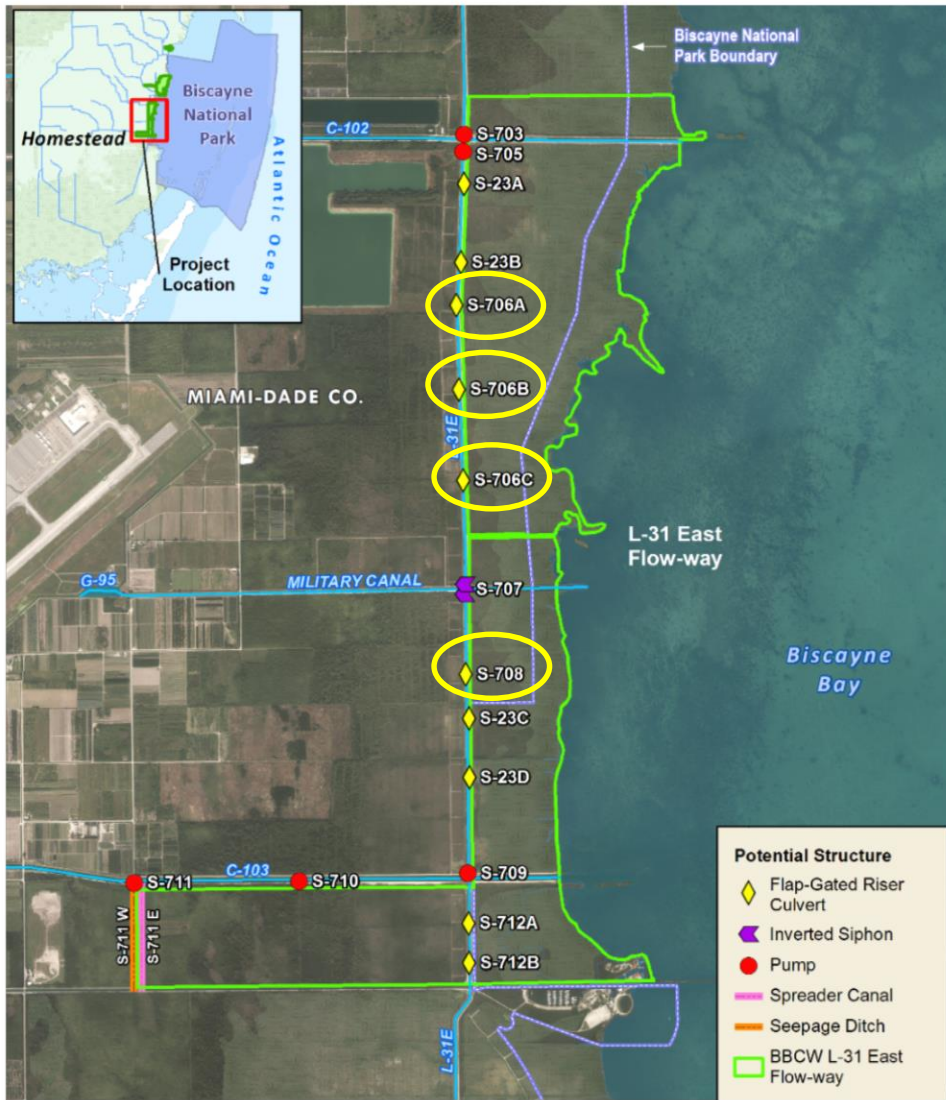 Biscayne National
Park Boundary
Biscayne
National
Park
Homestead
Atlantic Ocean
Project
Location
C-102
S-703
S-705
S-23A
S-23B
S-706A
S-706B
MIAMI-DADE CO.
L-31E
S-706C
L-31 East
Flow-way
G-95
MILITARY CANAL
S-707
Biscayne
Bay
S-708
S-23C
S-23D
C-103
S-711
S-710
S-709
S-711 W
S-711 E
S-712A
S-712B
L-31E
Potential Structure
Flap-Gated Riser
Culvert
Inverted Siphon
Pump
Spreader Canal
Seepage Ditch
BBCW L-31 East
Flow-way